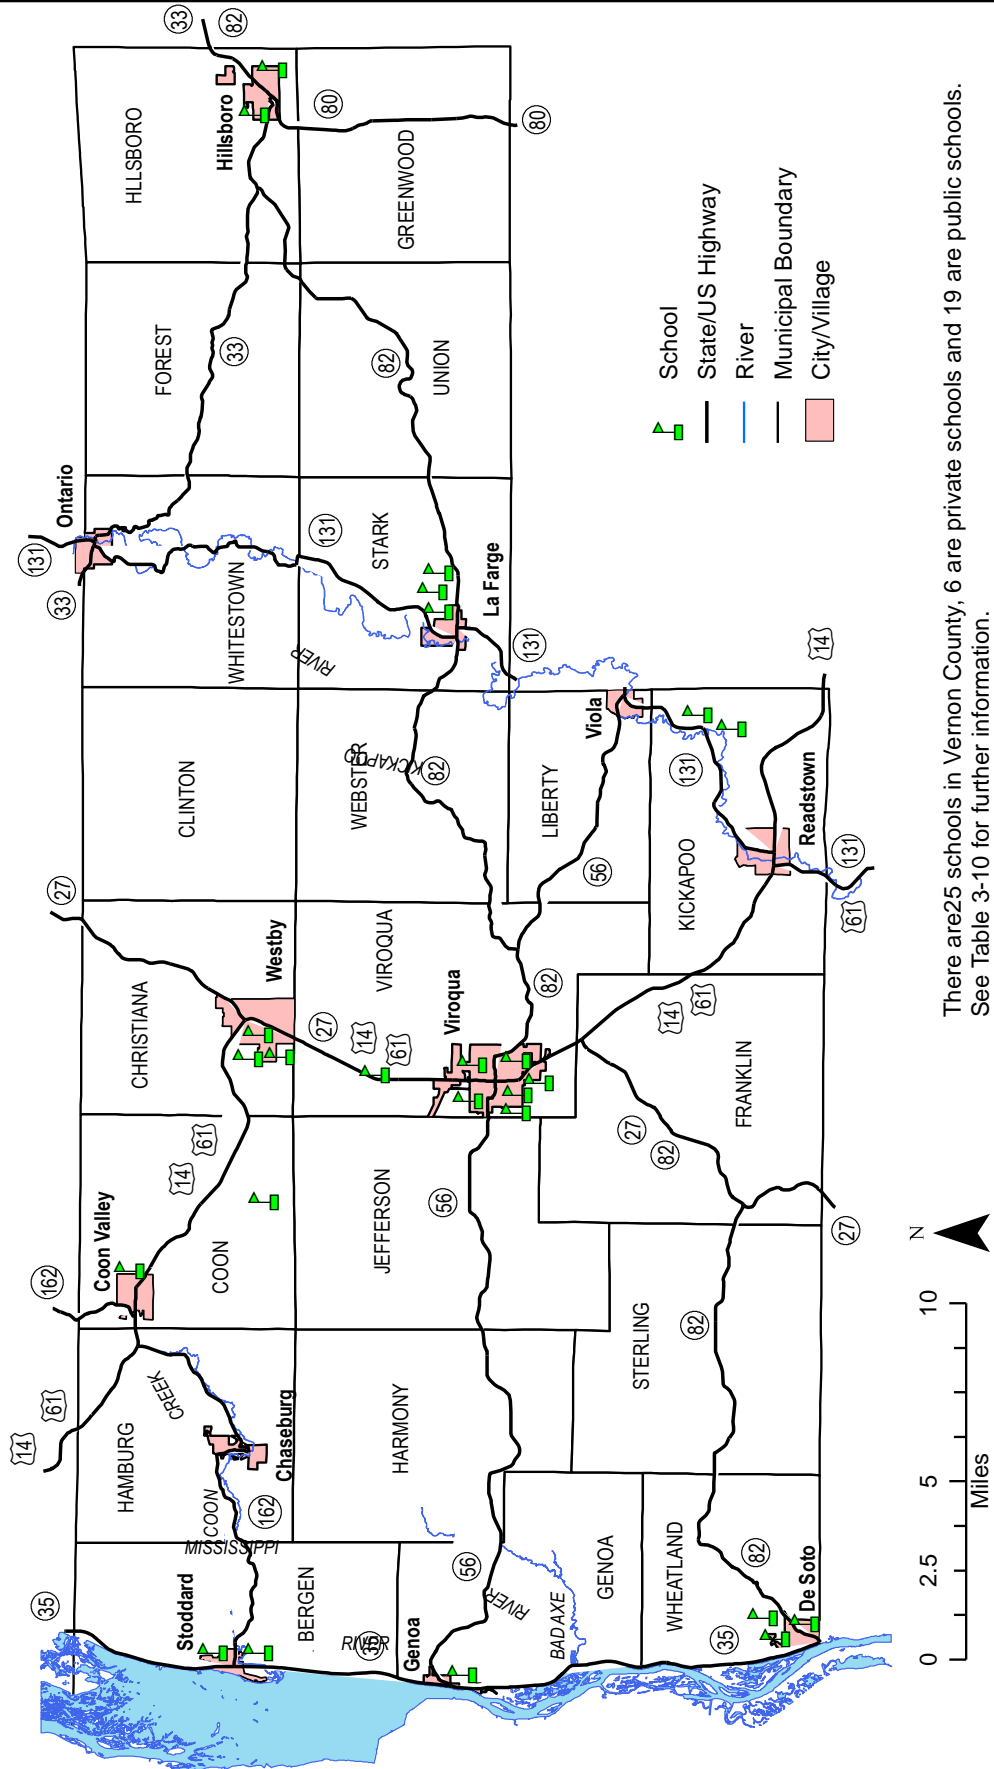 35
14
61
162
27
33
131
33
82
HAMBURG
Coon Valley
CHRISTIANA
CLINTON
Ontario
FOREST
HLLSBORO
CREEK
14
61
Stoddard
MISSISSIPPI
COON
162
Chaseburg
COON
Westby
WHITESTOWN
33
Hillsboro
80
BERGEN
RIVER
35
HARMONY
JEFFERSON
27
14
61
VIROQUA
WEBSTER
KICKAPOO
82
RIVER
131
STARK
82
UNION
GREENWOOD
80
Genoa
56
56
Viroqua
La Farge
131
RIVER
BAD AXE
GENOA
82
LIBERTY
56
Viola
WHEATLAND
STERLING
27
82
14
61
KICKAPOO
131
35
82
82
FRANKLIN
De Soto
27
61
131
Readstown
14
School
State/US Highway
River
Municipal Boundary
City/Village
N
0
2.5
5
10
Miles
There are25 schools in Vernon County, 6 are private schools and 19 are public schools.
See Table 3-10 for further information.